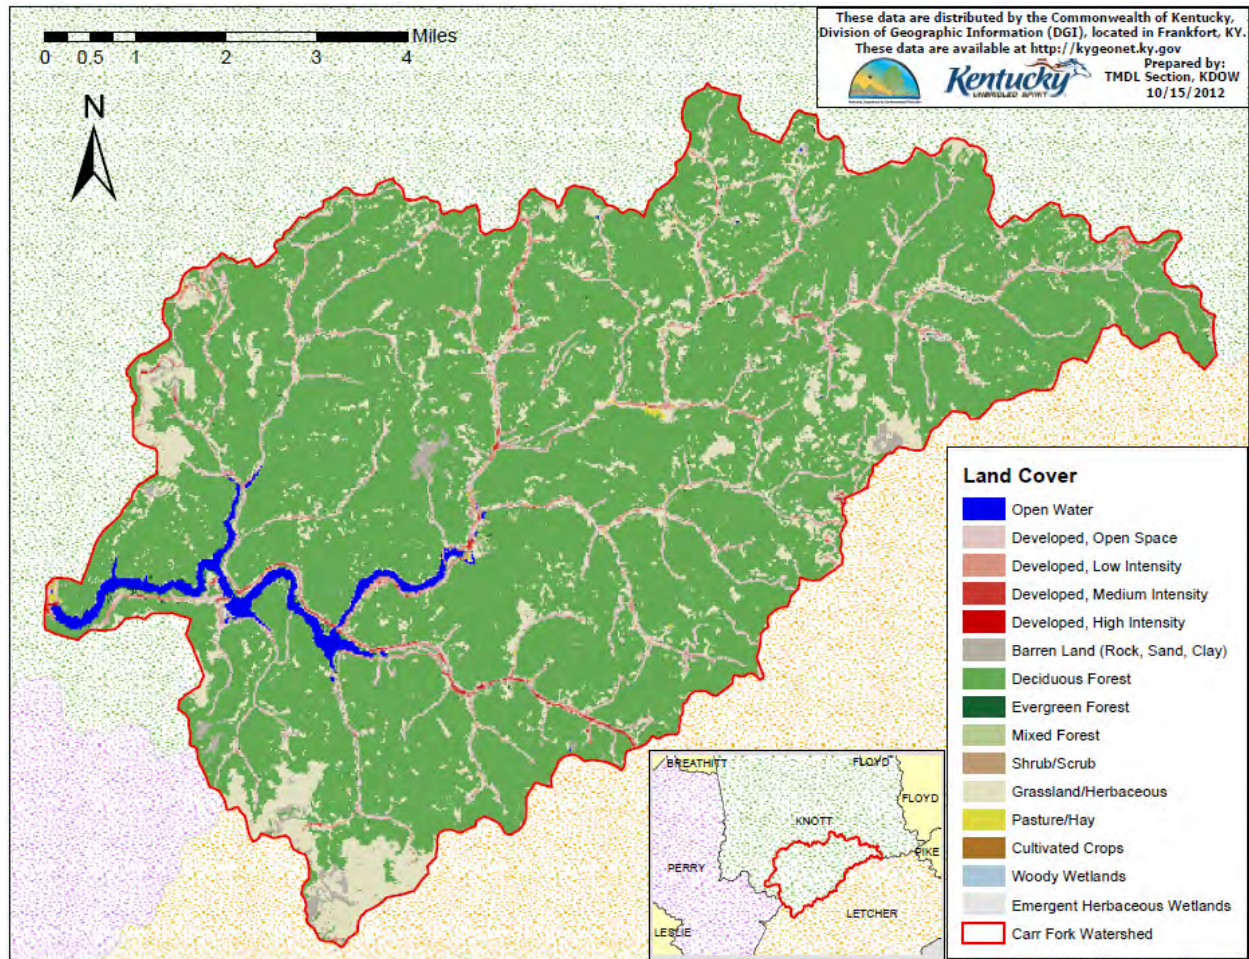 Miles
0 0.5 1 2 3 4
N
These data are distributed by the Commonwealth of Kentucky,
Division of Geographic Information (DGI), located in Frankfort, KY.
These data are available at http://kygeonet.ky.gov
Prepared by:
TMDL Section, KDOW
10/15/2012
Kentucky
UNBRIDLED SPIRIT
Land Cover
Open Water
Developed, Open Space
Developed, Low Intensity
Developed, Medium Intensity
Developed, High Intensity
Barren Land (Rock, Sand, Clay)
Deciduous Forest
Evergreen Forest
Mixed Forest
Shrub/Scrub
Grassland/Herbaceous
Pasture/Hay
Cultivated Crops
Woody Wetlands
Emergent Herbaceous Wetlands
Carr Fork Watershed
BREATHITT
FLOYD
FLOYD
KNOTT
PIKE
PERRY
LETCHER
LESLIE